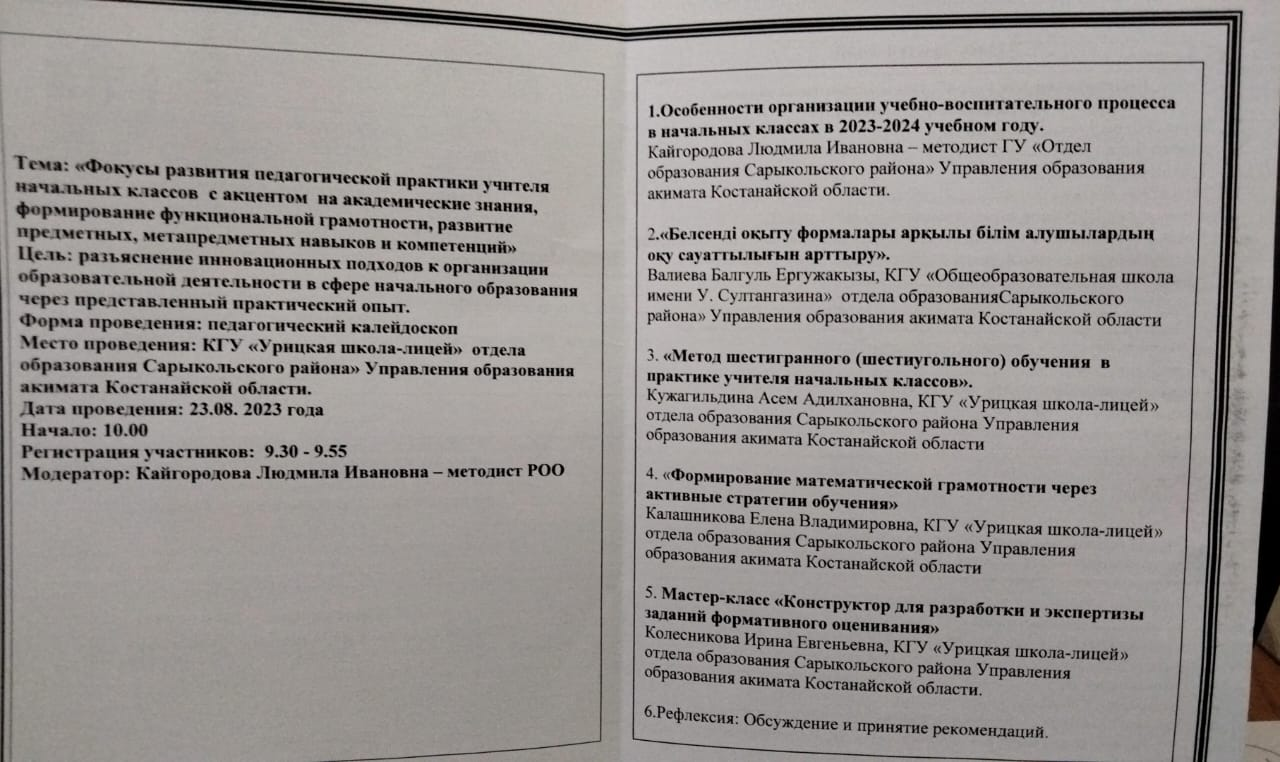 Тема: «Фокусы развития педагогической практики учителя
начальных классов с акцентом на академические знания,
формирование функциональной грамотности, развитие
предметных, метапредметных навыков и компетенций»
Цель: разъяснение инновационных подходов к организации
образовательной деятельности в сфере начального образования
через представленный практический опыт.
Форма проведения: педагогический калейдоскоп
Место проведения: КГУ «Урицкая школа-лицей» отдела
образования Сарыкольского района» Управления образования
акимата Костанайской области.
Дата проведения: 23.08. 2023 года
Начало: 10.00
Регистрация участников: 9.30 - 9.55
Модератор: Кайгородова Людмила Ивановна – методист РОО
1.Особенности организации учебно-воспитательного процесса
в начальных классах в 2023-2024 учебном году.
Кайгородова Людмила Ивановна – методист ГУ «Отдел
образования Сарыкольского района» Управления образования
акимата Костанайской области.
2.«Белсенді оқыту формалары арқылы білім алушылардың
оқу сауаттылығын арттыру».
Валиева Балгуль Ергужакызы, КГУ «Общеобразовательная школа
имени У. Султангазина» отдела образованияСарыкольского
района» Управления образования акимата Костанайской области
3. «Метод шестигранного (шестиугольного) обучения в
практике учителя начальных классов».
Кужагильдина Асем Адилхановна, КГУ «Урицкая школа-лицей»
отдела образования Сарыкольского района Управления
образования акимата Костанайской области
4. «Формирование математической грамотности через
активные стратегии обучения»
Калашникова Елена Владимировна, КГУ «Урицкая школа-лицей»
отдела образования Сарыкольского района Управления
образования акимата Костанайской области
5. Мастер-класс «Конструктор для разработки и экспертизы
заданий формативного оценивания»
Колесникова Ирина Евгеньевна, КГУ «Урицкая школа-лицей»
отдела образования Сарыкольского района Управления
образования акимата Костанайской области.
6.Рефлексия: Обсуждение и принятие рекомендаций.